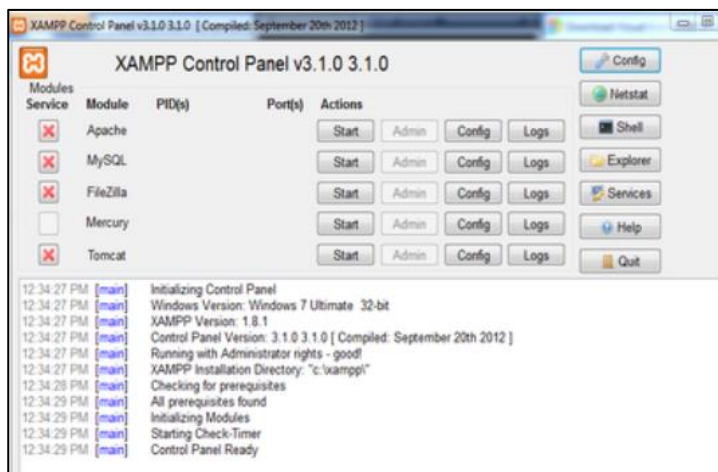 XAMPP Control Panel v3.1.0 3.1.0 [ Compiled: September 20th 2012 ]
XAMPP Control Panel v3.1.0 3.1.0
Config
Modules
Service Module PID(s) Port(s) Actions
Netstat
Apache Start Admin Config Logs
Shell
MySQL Start Admin Config Logs
Explorer
FileZilla Start Admin Config Logs
Services
Mercury Start Admin Config Logs
Help
Tomcat Start Admin Config Logs
Quit
12:34:27 PM [main] Initializing Control Panel
12:34:27 PM [main] Windows Version: Windows 7 Ultimate 32-bit
12:34:27 PM [main] XAMPP Version: 1.8.1
12:34:27 PM [main] Control Panel Version: 3.1.0 3.1.0 [ Compiled: September 20th 2012 ]
12:34:27 PM [main] Running with Administrator rights - good!
12:34:27 PM [main] XAMPP Installation Directory: "c:\xampp\"
12:34:28 PM [main] Checking for prerequisites
12:34:29 PM [main] All prerequisites found
12:34:29 PM [main] Initializing Modules
12:34:29 PM [main] Starting Check-Timer
12:34:29 PM [main] Control Panel Ready